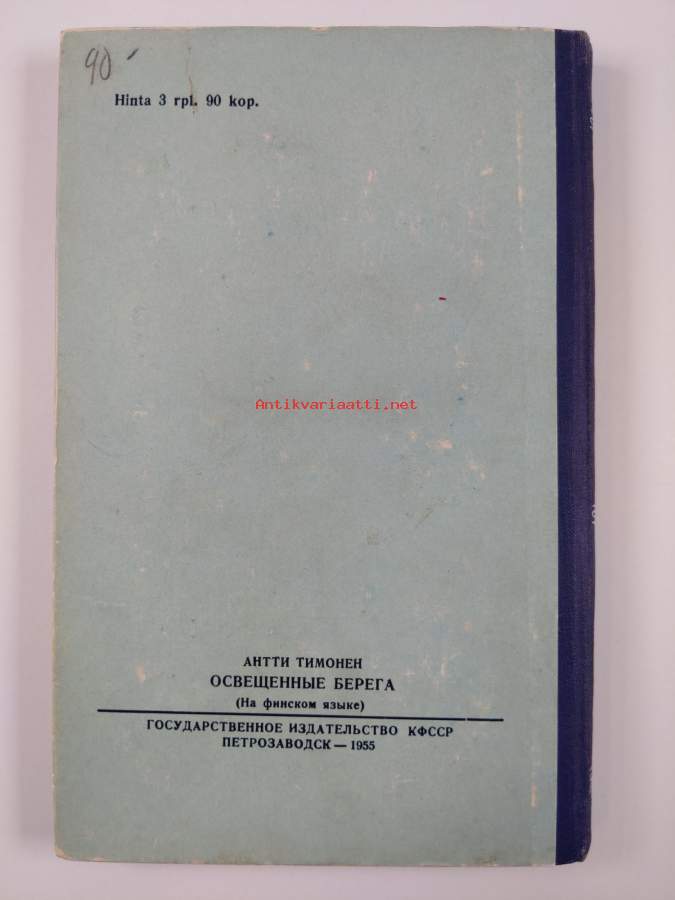 90
Hinta 3 rpl. 90 kop.
Antikvariaatti.net
АНТТИ ТИМОНЕН
ОСВЕЩЕННЫЕ БЕРЕГА
(На финском языке)
ГОСУДАРСТВЕННОЕ ИЗДАТЕЛЬСТВО КФССР
ПЕТРОЗАВОДСК — 1955